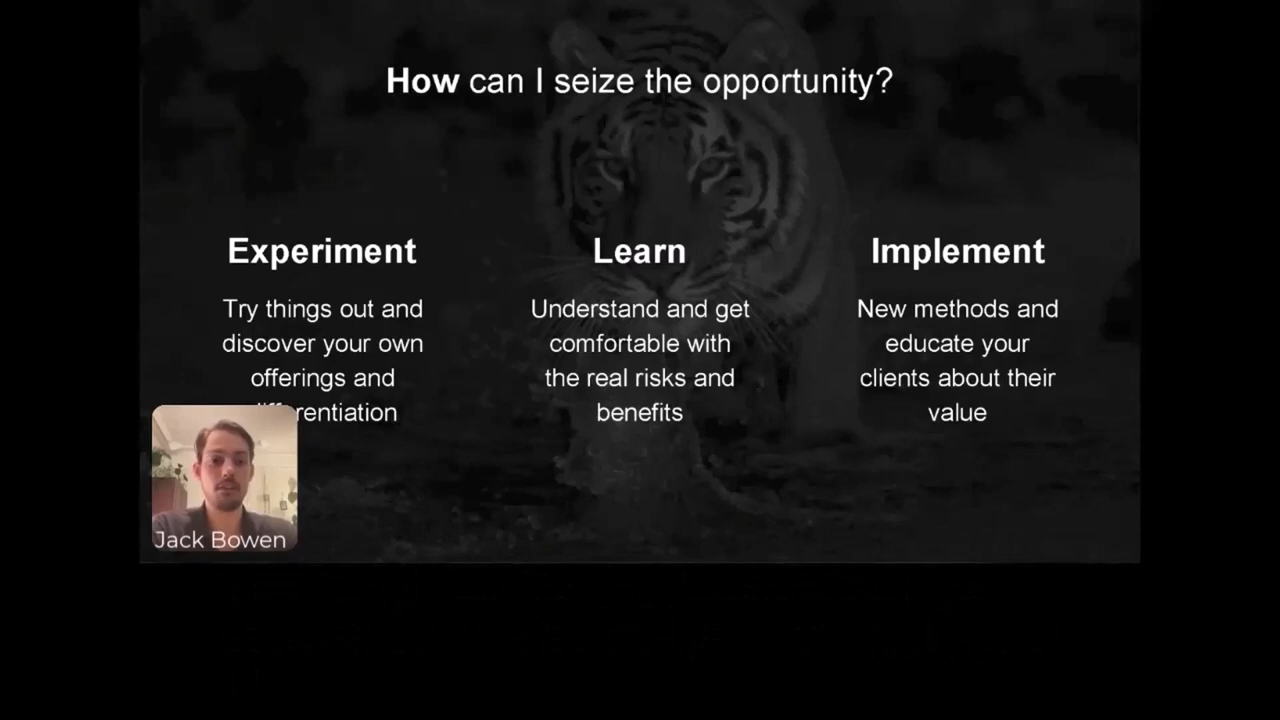 How can I seize the opportunity?
Experiment
Try things out and
discover your own
offerings and
rentiation
Learn
Understand and get
comfortable with
the real risks and
benefits
Implement
New methods and
educate your
clients about their
value
Jack Bowen